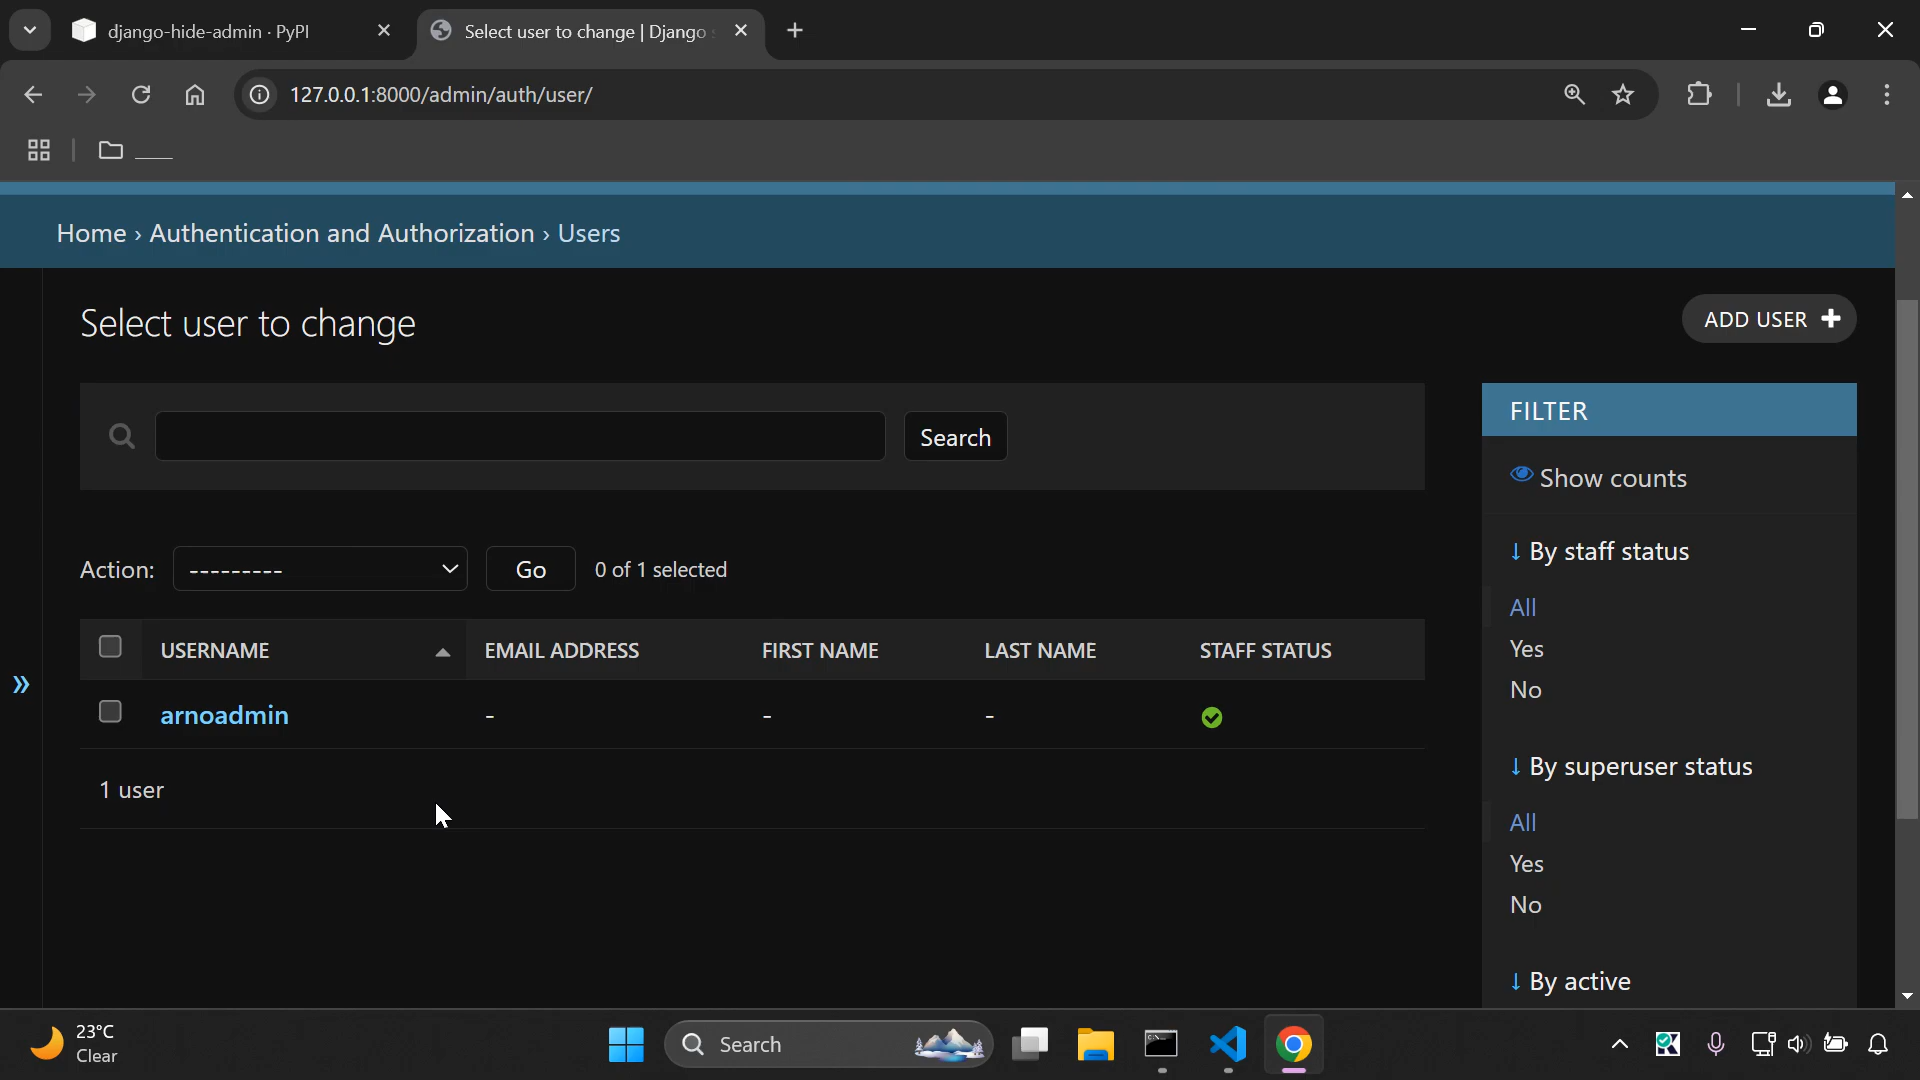 django-hide-admin · PyPI
Select user to change | Django
127.0.0.1:8000/admin/auth/user/
Home › Authentication and Authorization › Users
Select user to change
ADD USER
Search
FILTER
Show counts
↓ By staff status
All
Yes
No
↓ By superuser status
All
Yes
No
↓ By active
Action: --------- Go 0 of 1 selected
USERNAME EMAIL ADDRESS FIRST NAME LAST NAME STAFF STATUS
arnoadmin - - -
1 user
23°C
Clear
Search